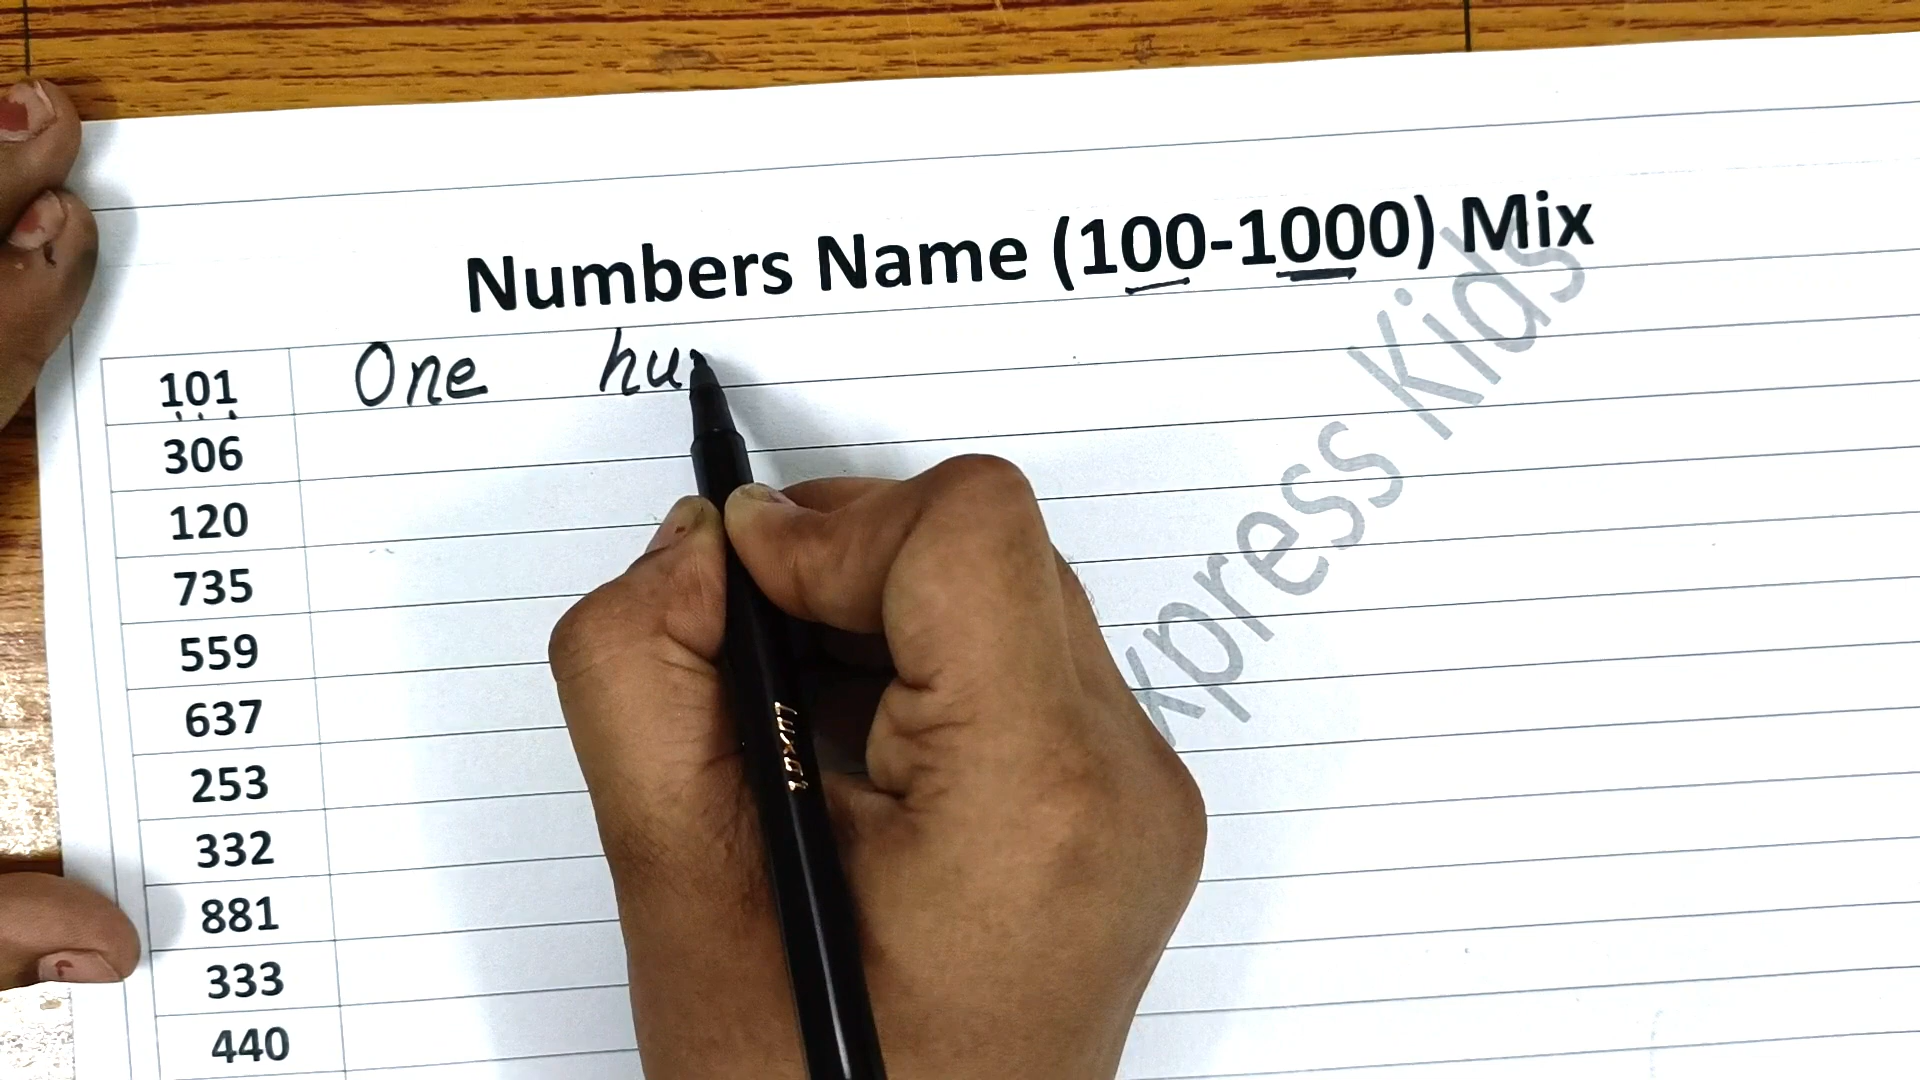 Numbers Name (100-1000) Mix
101 One hu
306
120
735
559
637
253
332
881
333
440
xpress Kids
Luxor